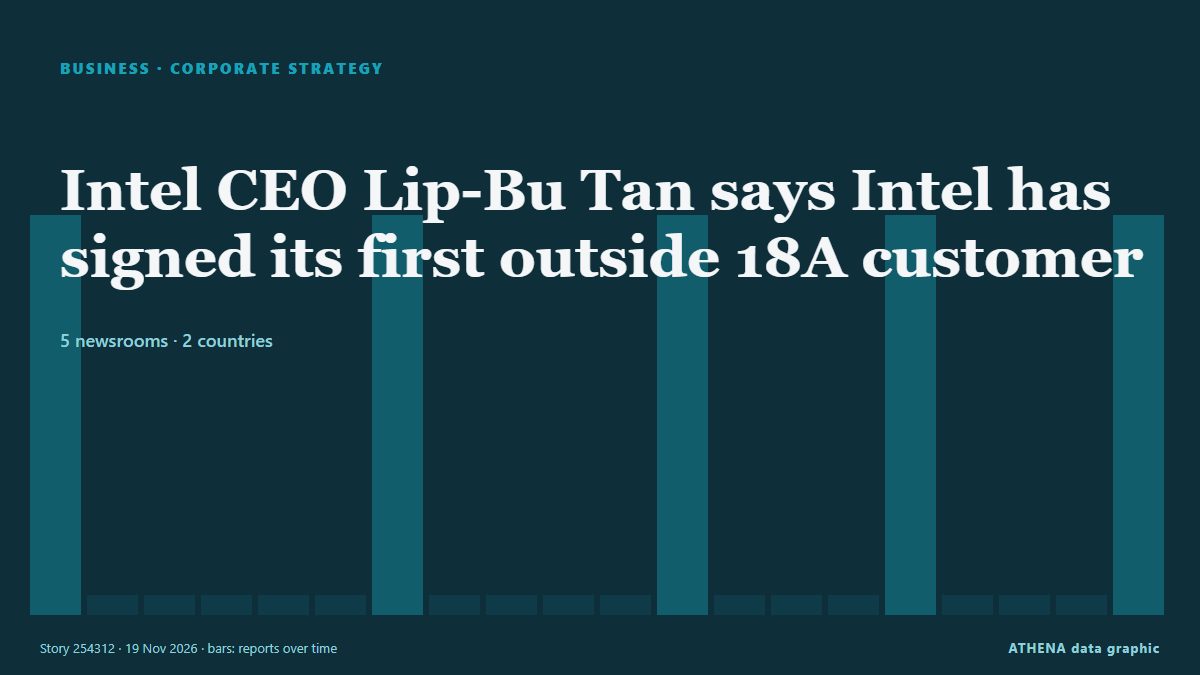 BUSINESS · CORPORATE STRATEGY
Intel CEO Lip-Bu Tan says Intel has
signed its first outside 18A customer
5 newsrooms · 2 countries
Story 254312 · 19 Nov 2026 · bars: reports over time
ATHENA data graphic